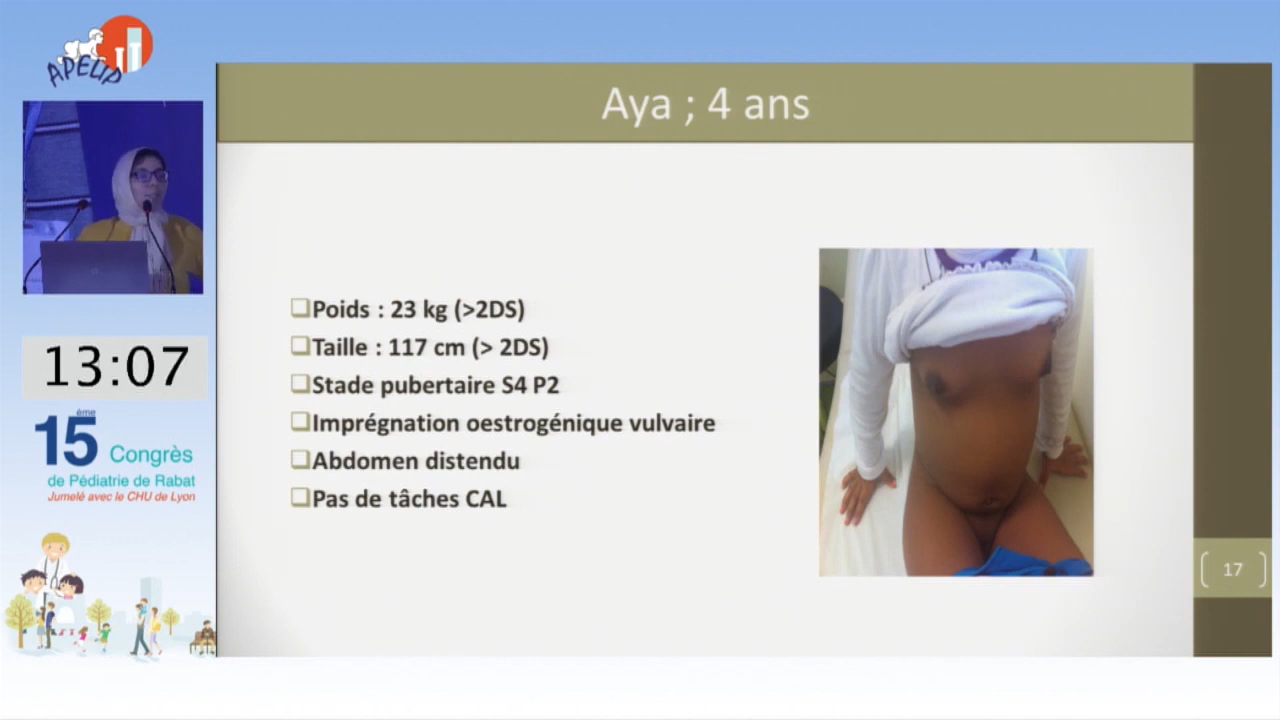 APEUP
Aya ; 4 ans
Poids : 23 kg (>2DS)
Taille : 117 cm (> 2DS)
Stade pubertaire S4 P2
Imprégnation oestrogénique vulvaire
Abdomen distendu
Pas de tâches CAL
13:07
15ème Congrès
de Pédiatrie de Rabat
Jumelé avec le CHU de Lyon
17